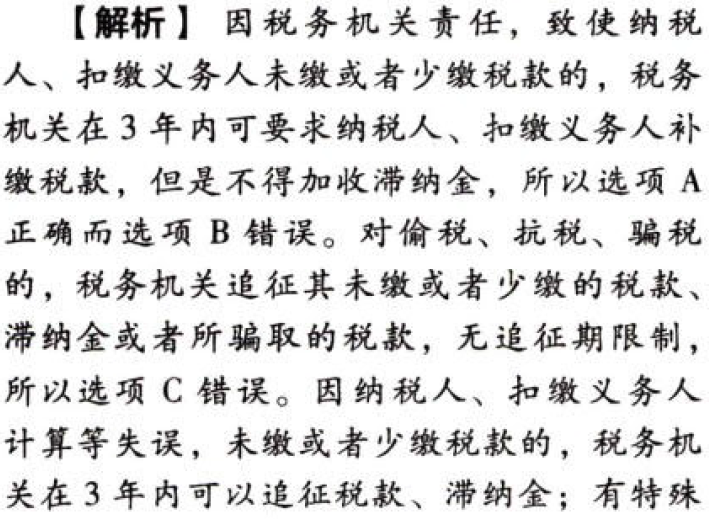 【解析】 因税务机关责任，致使纳税
人、扣缴义务人未缴或者少缴税款的，税务
机关在 3 年内可要求纳税人、扣缴义务人补
缴税款，但是不得加收滞纳金，所以选项 A
正确而选项 B 错误。对偷税、抗税、骗税
的，税务机关追征其未缴或者少缴的税款、
滞纳金或者所骗取的税款，无追征期限制，
所以选项 C 错误。因纳税人、扣缴义务人
计算等失误，未缴或者少缴税款的，税务机
关在 3 年内可以追征税款、滞纳金；有特殊